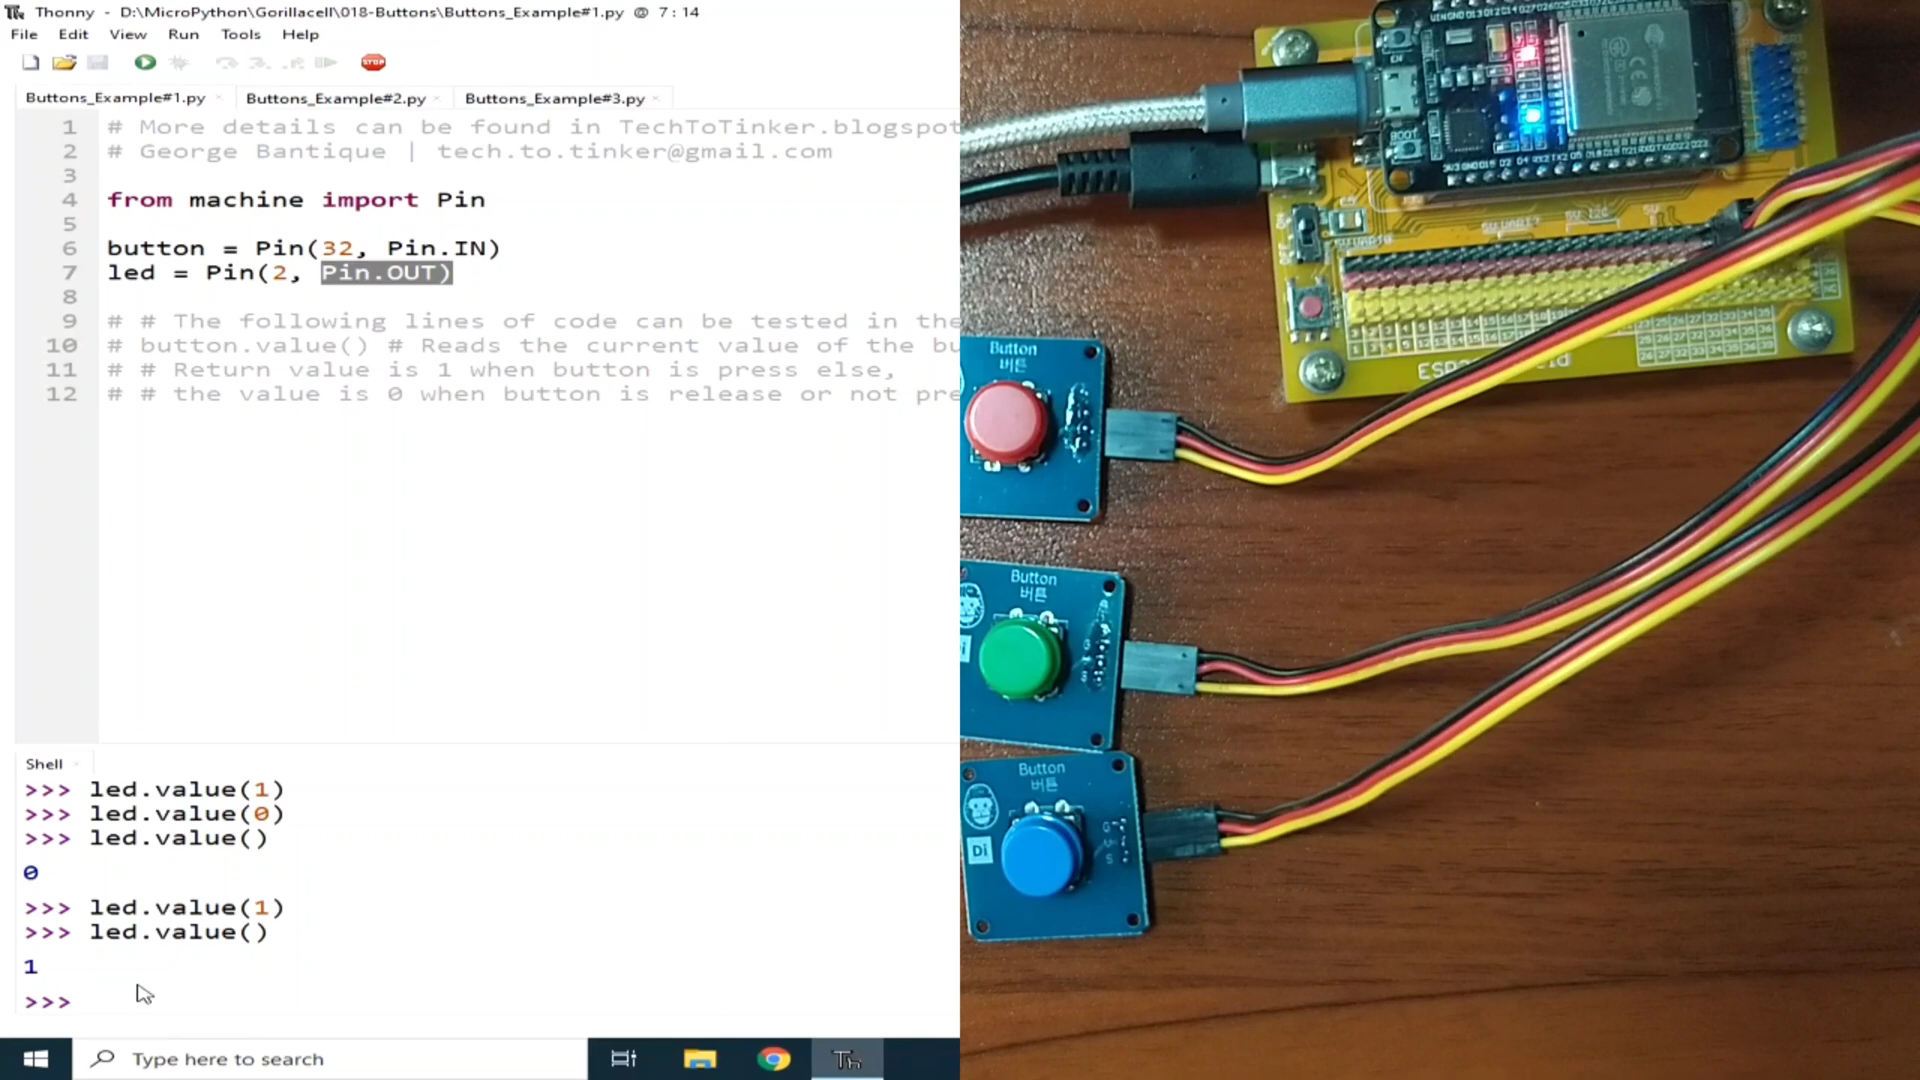 Thonny - D:\MicroPython\Gorillacell\018-Buttons\Buttons_Example#1.py @ 7:14
File Edit View Run Tools Help
STOP
Buttons_Example#1.py
Buttons_Example#2.py
Buttons_Example#3.py
1 # More details can be found in TechToTinker.blogspot
2 # George Bantique | tech.to.tinker@gmail.com
3
4 from machine import Pin
5
6 button = Pin(32, Pin.IN)
7 led = Pin(2, Pin.OUT)
8
9 # # The following lines of code can be tested in the
10 # button.value() # Reads the current value of the bu
11 # # Return value is 1 when button is press else,
12 # # the value is 0 when button is release or not pre
Shell
>>> led.value(1)
>>> led.value(0)
>>> led.value()
0
>>> led.value(1)
>>> led.value()
1
>>>
Type here to search
Th
EN
BOOT
CE
Button
버튼
Button
버튼
Button
버튼
Di
G
V
S